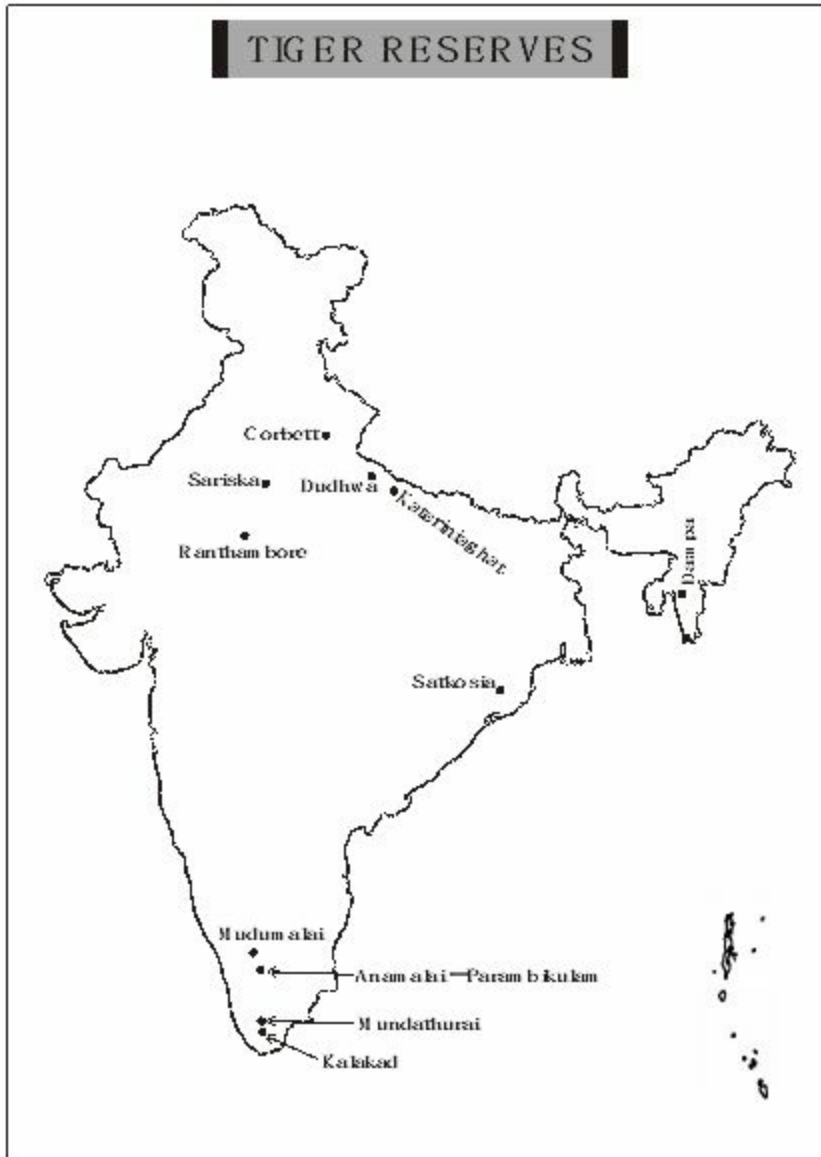 TIGER RESERVES
Corbett
Sariska
Dudhwa
Katerniaghat
Ranthambore
Dampa
Satkosia
Mudumalai
Anamalai - Parambikulam
Mundathurai
Kalakad